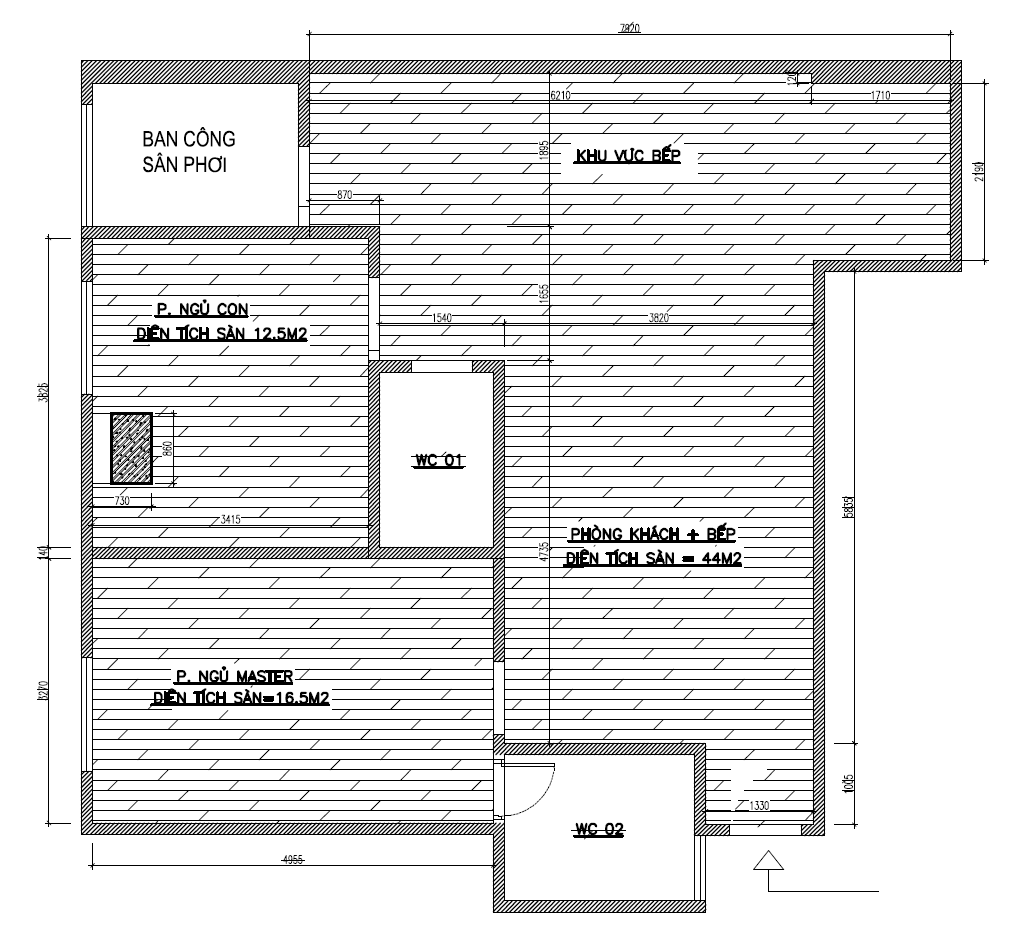 7820
120
6210
1710
BAN CÔNG
SÂN PHƠI
1895
KHU VỰC BẾP
2190
870
P. NGỦ CON
DIỆN TÍCH SÀN 12.5M2
1655
1540
3820
3825
860
WC 01
730
3415
5835
PHÒNG KHÁCH + BẾP
DIỆN TÍCH SÀN = 44M2
140
4735
P. NGỦ MASTER
DIỆN TÍCH SÀN=16.5M2
3270
1005
1330
WC 02
4955